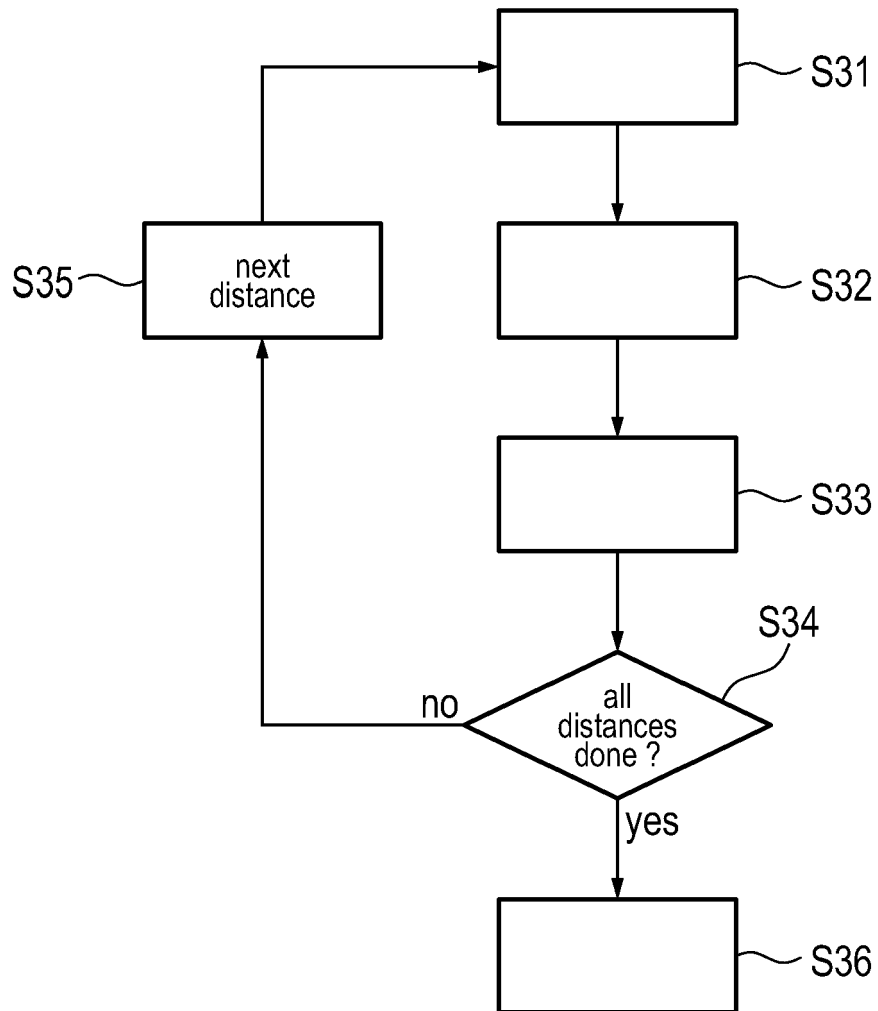 S31
S35
next
distance
S32
S33
S34
no
all
distances
done ?
yes
S36